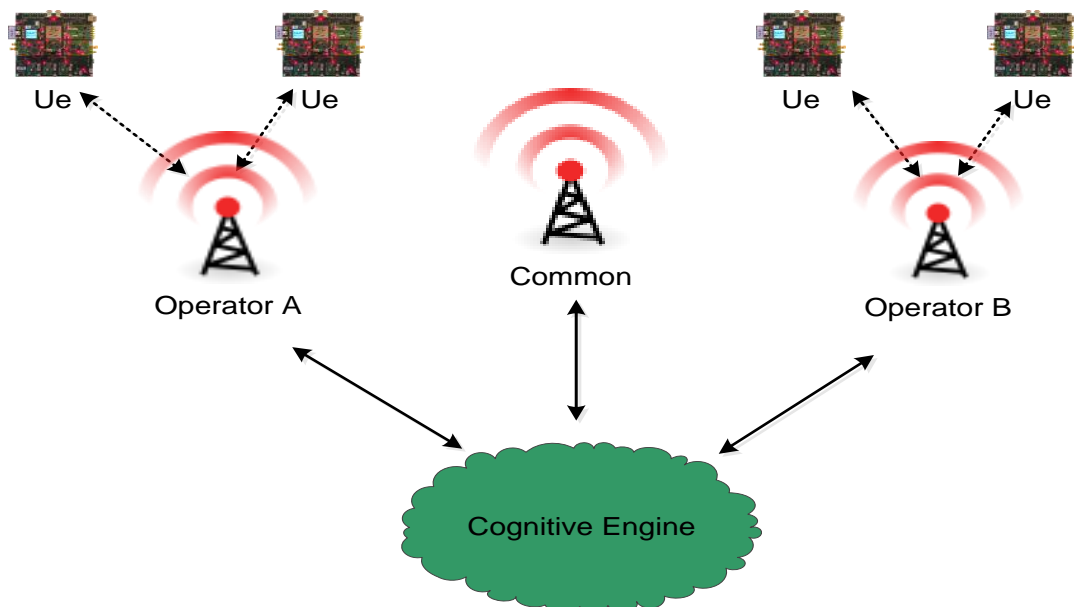 Ue
Ue
Ue
Ue
Common
Operator A
Operator B
Cognitive Engine